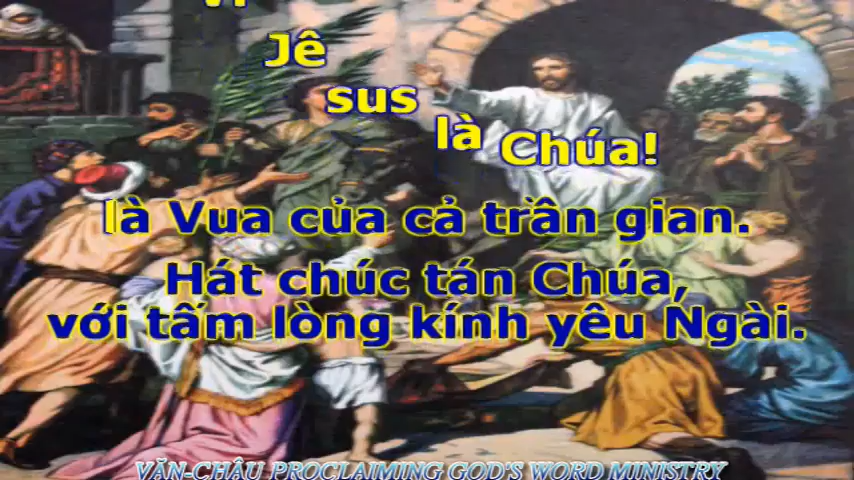 Vì
Jê
sus
là
Chúa!
là Vua của cả trần gian.
Hát chúc tán Chúa,
với tấm lòng kính yêu Ngài.
VĂN-CHÂU PROCLAIMING GOD'S WORD MINISTRY